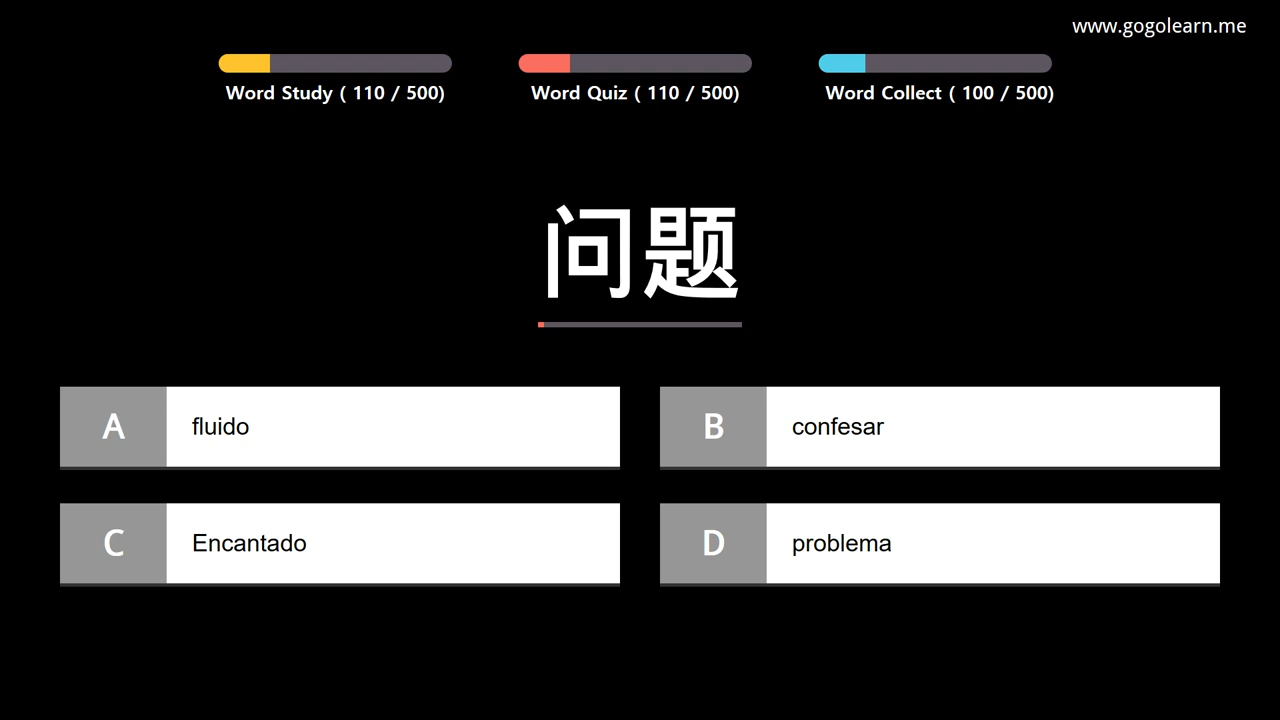 www.gogolearn.me
Word Study ( 110 / 500)
Word Quiz ( 110 / 500)
Word Collect ( 100 / 500)
问题
A fluido
B confesar
C Encantado
D problema